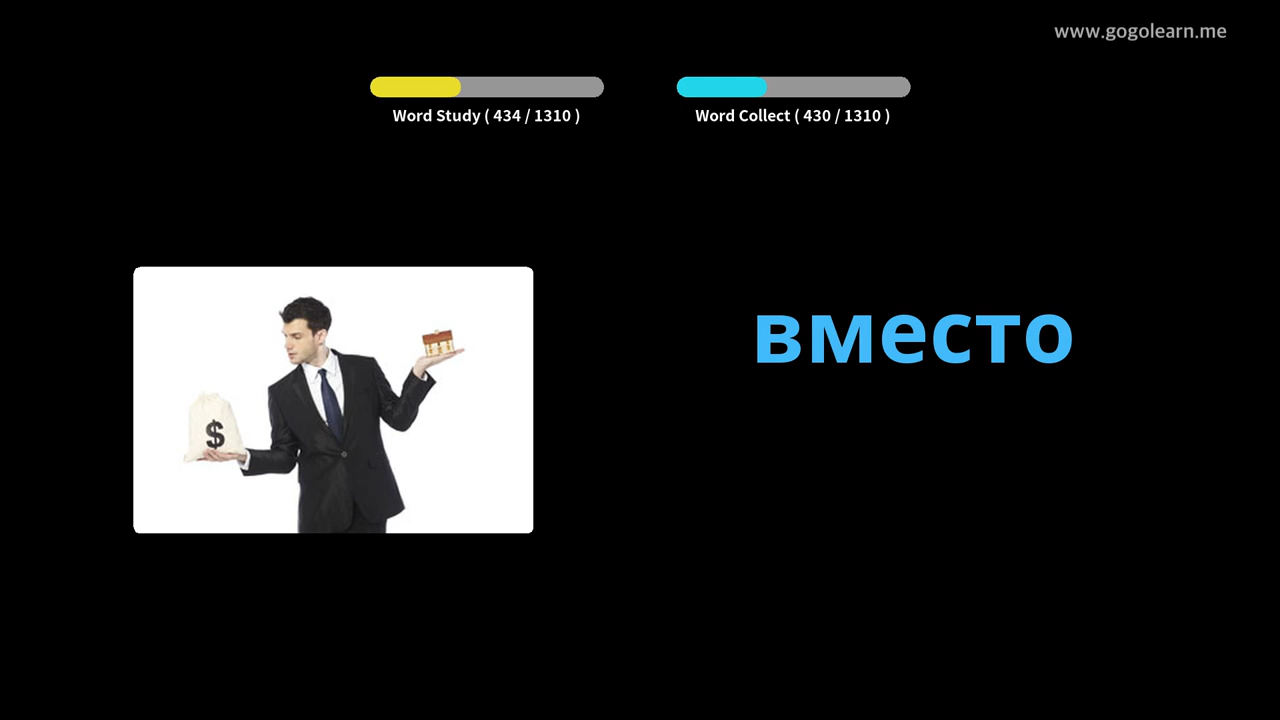 www.gogolearn.me
Word Study ( 434 / 1310 )
Word Collect ( 430 / 1310 )
вместо
$